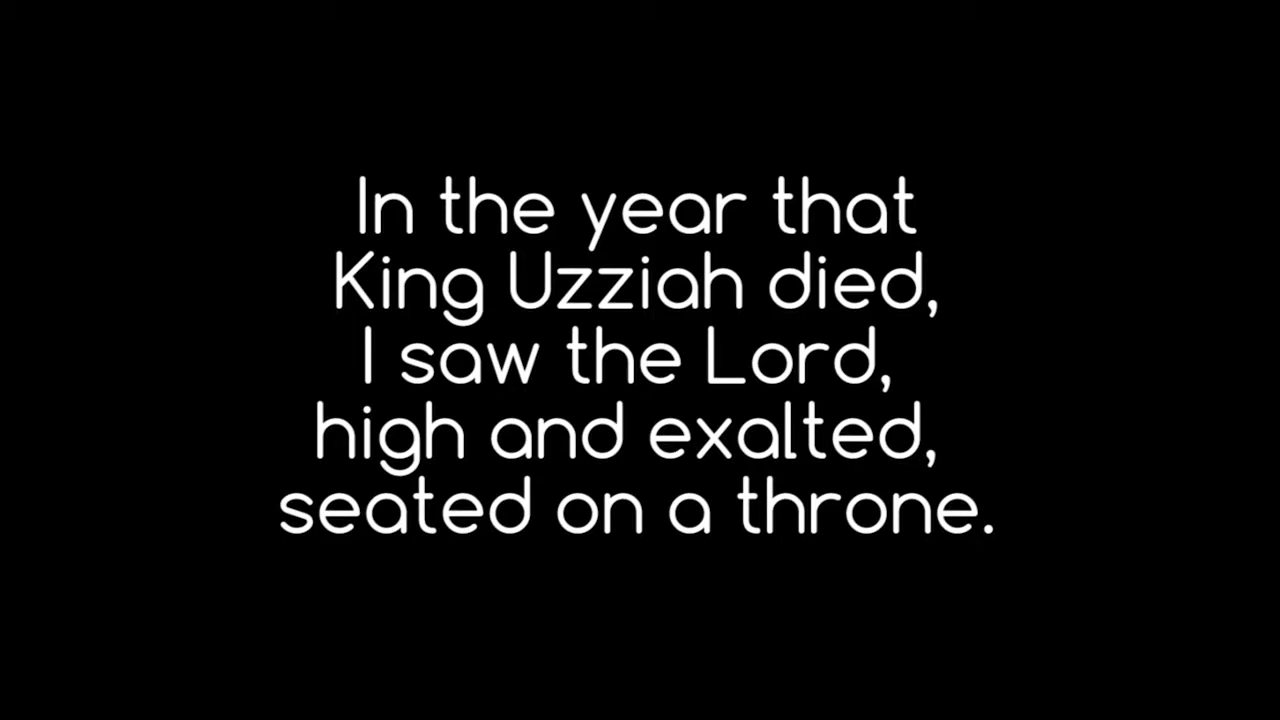 In the year that
King Uzziah died,
I saw the Lord,
high and exalted,
seated on a throne.